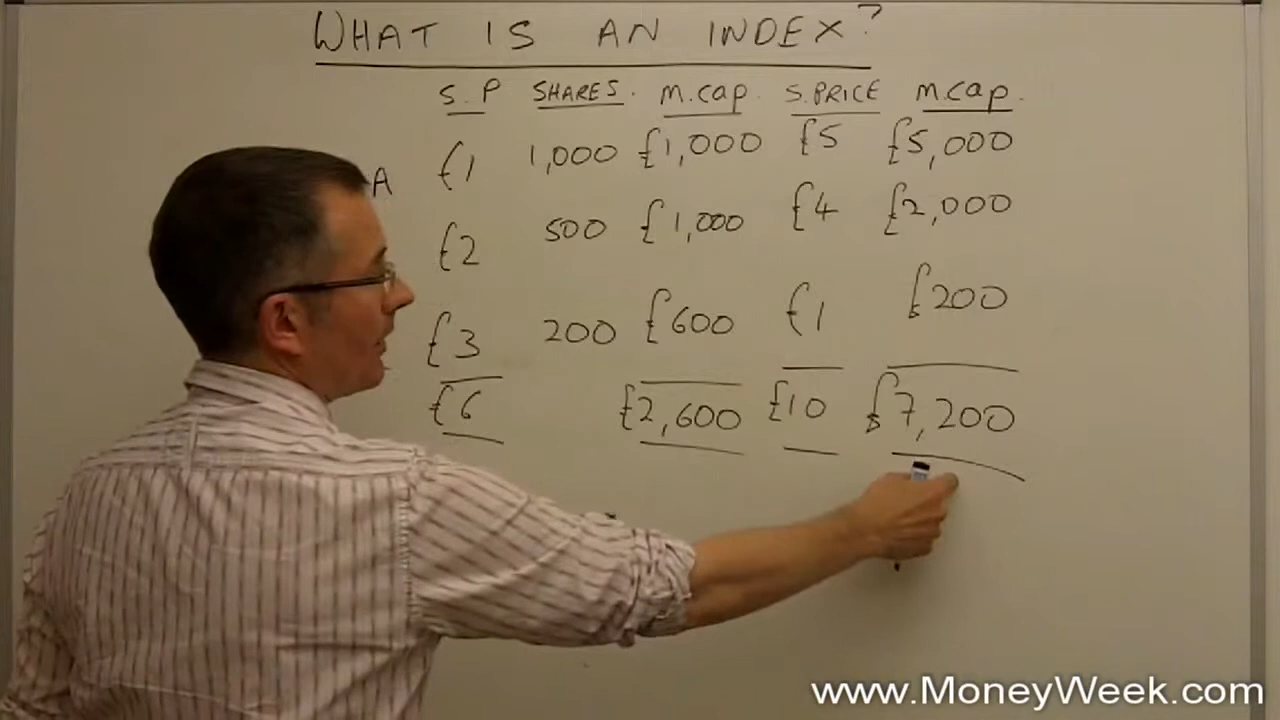 WHAT IS AN INDEX?
S.P SHARES. M.Cap. S.PRICE M.Cap.
A £1 1,000 £1,000 £5 £5,000
£2 500 £1,000 £4 £2,000
£3 200 £600 £1 £200
£6 £2,600 £10 £7,200
www.MoneyWeek.com